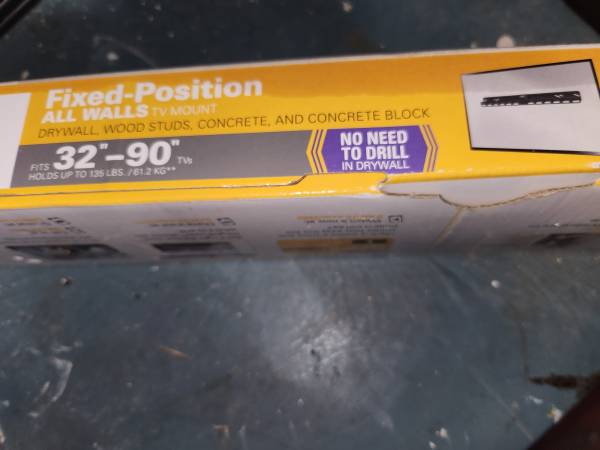 Fixed-Position
ALL WALLS TV MOUNT
DRYWALL, WOOD STUDS, CONCRETE, AND CONCRETE BLOCK
FITS 32"–90" TVs
HOLDS UP TO 135 LBS. / 61.2 KG**
NO NEED
TO DRILL
IN DRYWALL